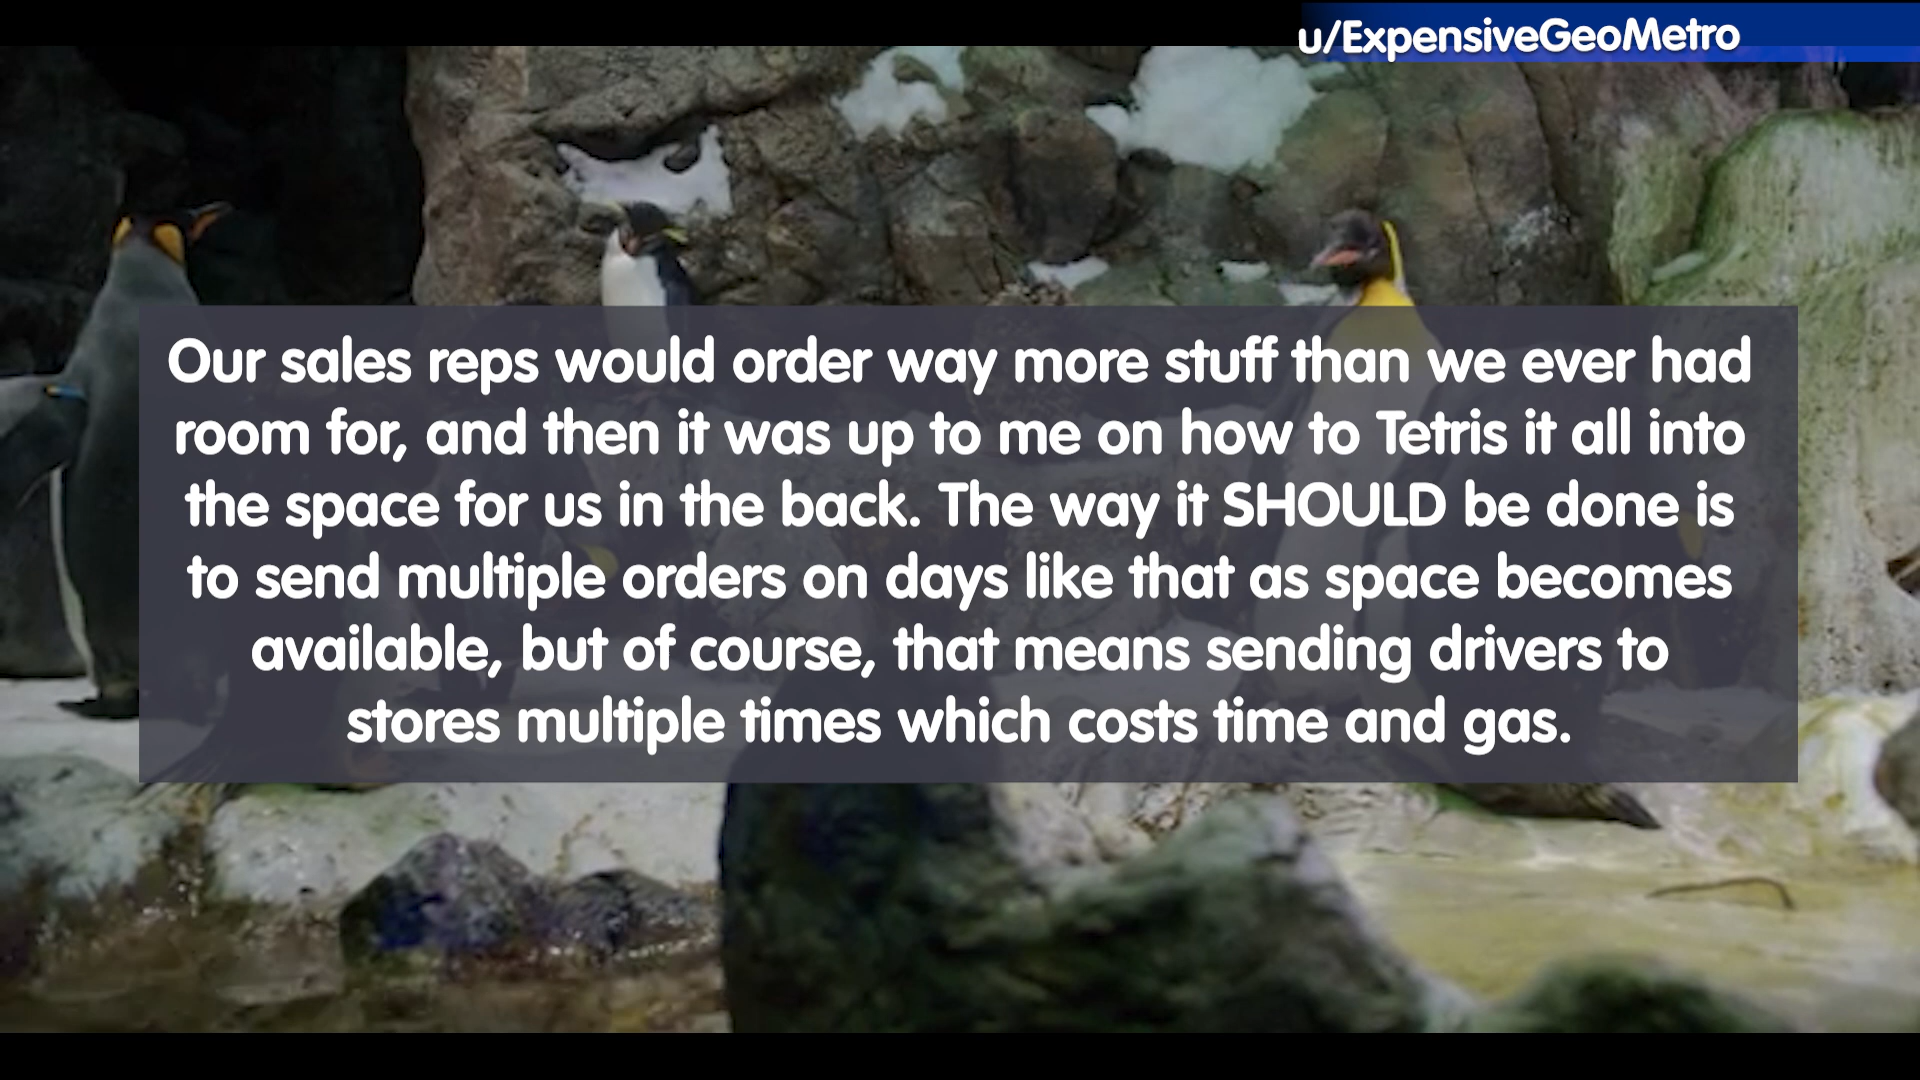 u/ExpensiveGeoMetro
Our sales reps would order way more stuff than we ever had
room for, and then it was up to me on how to Tetris it all into
the space for us in the back. The way it SHOULD be done is
to send multiple orders on days like that as space becomes
available, but of course, that means sending drivers to
stores multiple times which costs time and gas.